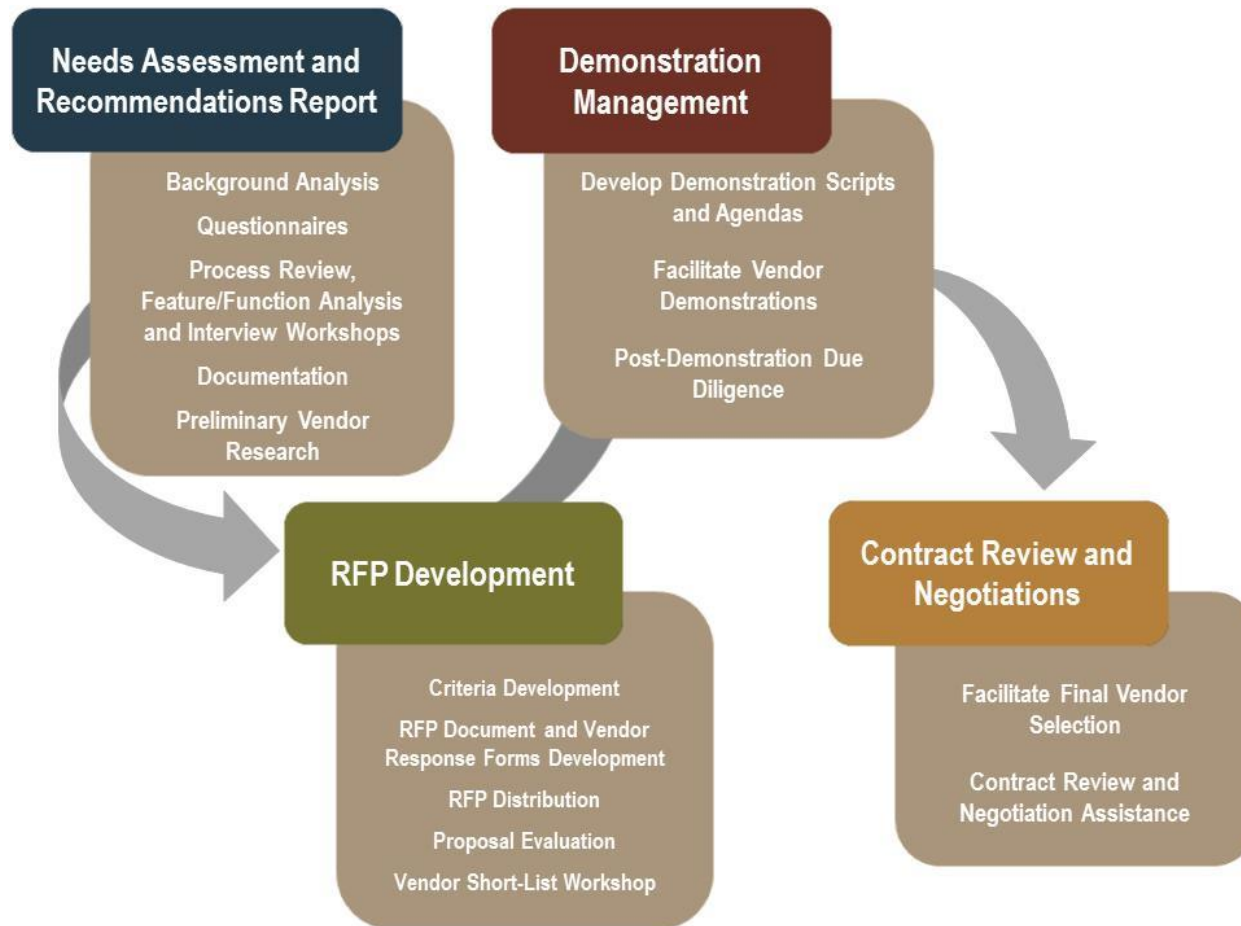 Needs Assessment and
Recommendations Report
Background Analysis
Questionnaires
Process Review,
Feature/Function Analysis
and Interview Workshops
Documentation
Preliminary Vendor
Research
RFP Development
Criteria Development
RFP Document and Vendor
Response Forms Development
RFP Distribution
Proposal Evaluation
Vendor Short-List Workshop
Demonstration
Management
Develop Demonstration Scripts
and Agendas
Facilitate Vendor
Demonstrations
Post-Demonstration Due
Diligence
Contract Review and
Negotiations
Facilitate Final Vendor
Selection
Contract Review and
Negotiation Assistance